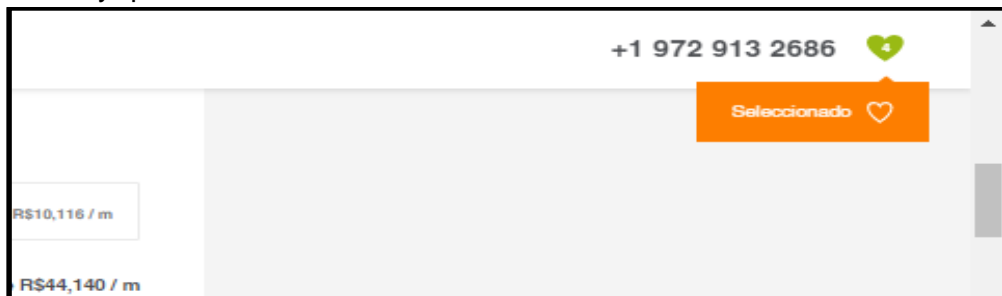 +1 972 913 2686 4
Seleccionado
R$10,116 / m
R$44,140 / m